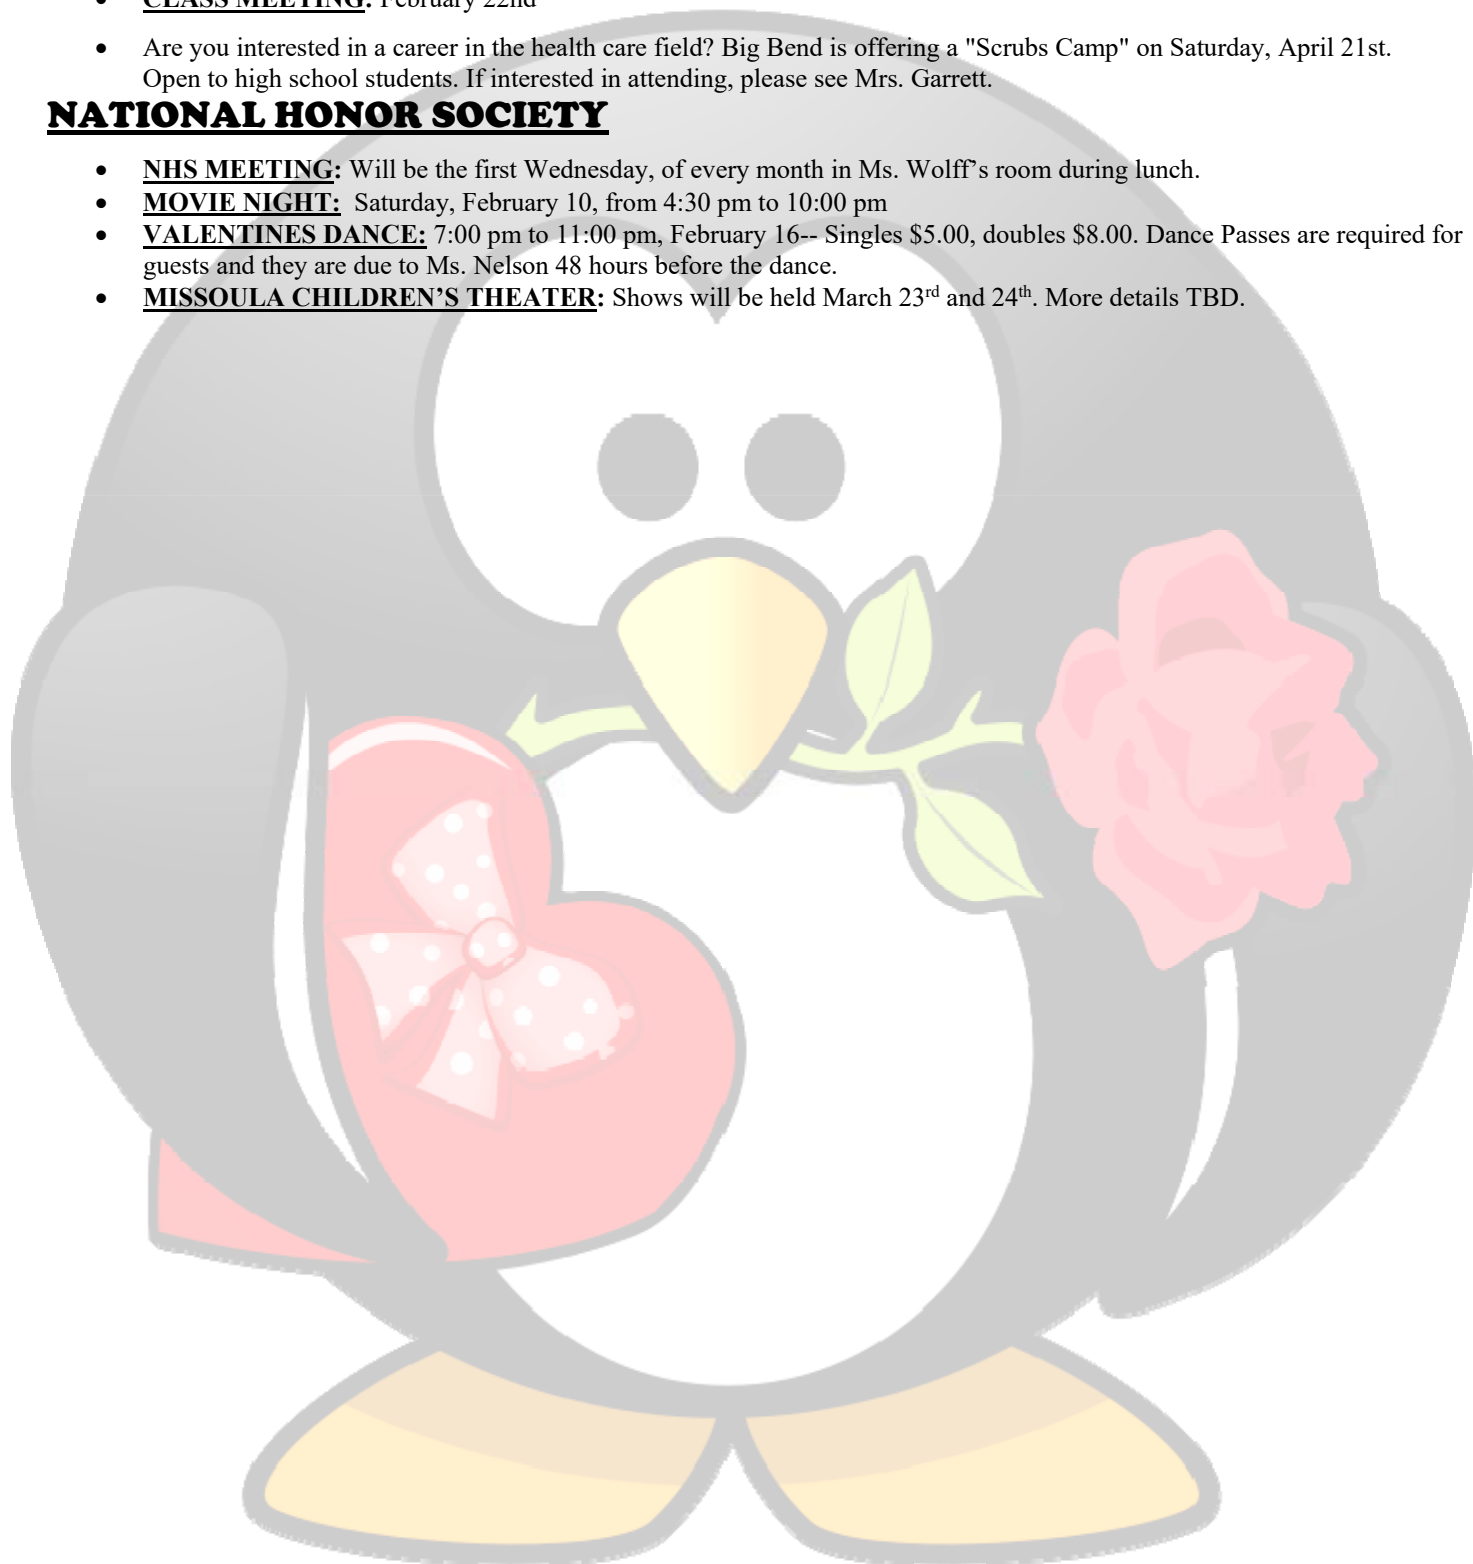 CLASS MEETING: February 22nd
Are you interested in a career in the health care field? Big Bend is offering a "Scrubs Camp" on Saturday, April 21st.
Open to high school students. If interested in attending, please see Mrs. Garrett.
NATIONAL HONOR SOCIETY
NHS MEETING: Will be the first Wednesday, of every month in Ms. Wolff’s room during lunch.
MOVIE NIGHT: Saturday, February 10, from 4:30 pm to 10:00 pm
VALENTINES DANCE: 7:00 pm to 11:00 pm, February 16-- Singles $5.00, doubles $8.00. Dance Passes are required for
guests and they are due to Ms. Nelson 48 hours before the dance.
MISSOULA CHILDREN’S THEATER: Shows will be held March 23rd and 24th. More details TBD.